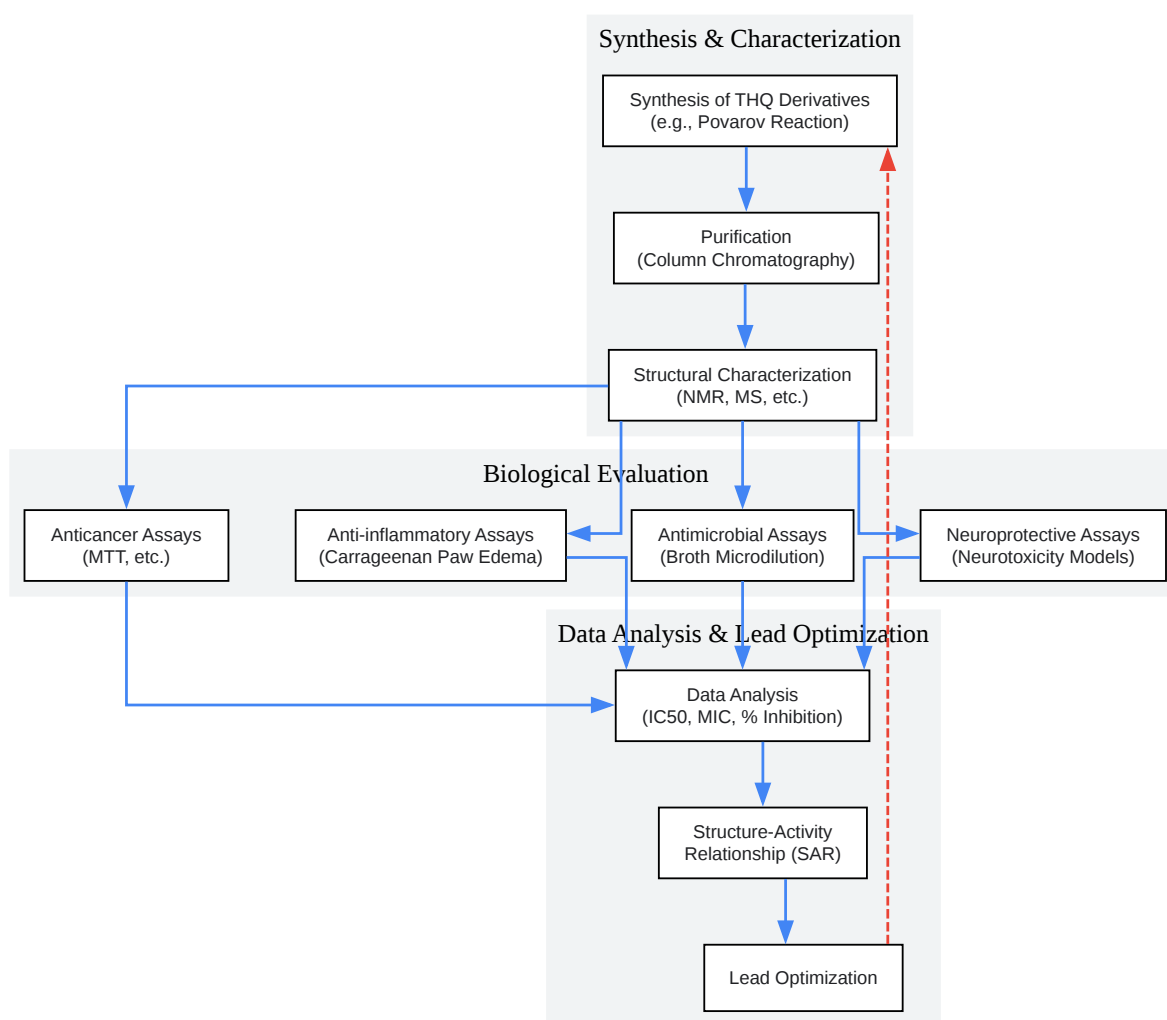 Synthesis & Characterization
Synthesis of THQ Derivatives
(e.g., Povarov Reaction)
Purification
(Column Chromatography)
Structural Characterization
(NMR, MS, etc.)
Biological Evaluation
Anticancer Assays
(MTT, etc.)
Anti-inflammatory Assays
(Carrageenan Paw Edema)
Antimicrobial Assays
(Broth Microdilution)
Neuroprotective Assays
(Neurotoxicity Models)
Data Analysis & Lead Optimization
Data Analysis
(IC50, MIC, % Inhibition)
Structure-Activity
Relationship (SAR)
Lead Optimization